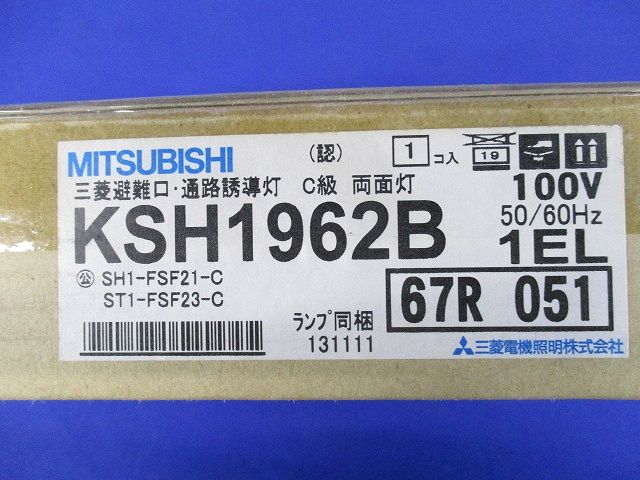 MITSUBISHI （認） 1 コ入 19
三菱避難口・通路誘導灯 C級 両面灯 100V
KSH1962B 50/60Hz
1EL
公 SH1-FSF21-C
ST1-FSF23-C
67R 051
ランプ同梱
131111
三菱電機照明株式会社